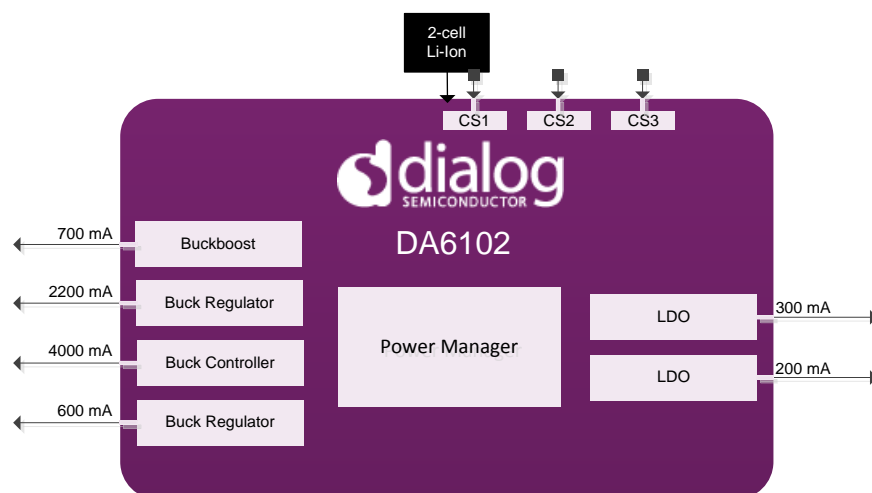 2-cell
Li-Ion
CS1
CS2
CS3
dialog
SEMICONDUCTOR
DA6102
700 mA
Buckboost
2200 mA
Buck Regulator
4000 mA
Buck Controller
600 mA
Buck Regulator
Power Manager
LDO
300 mA
LDO
200 mA